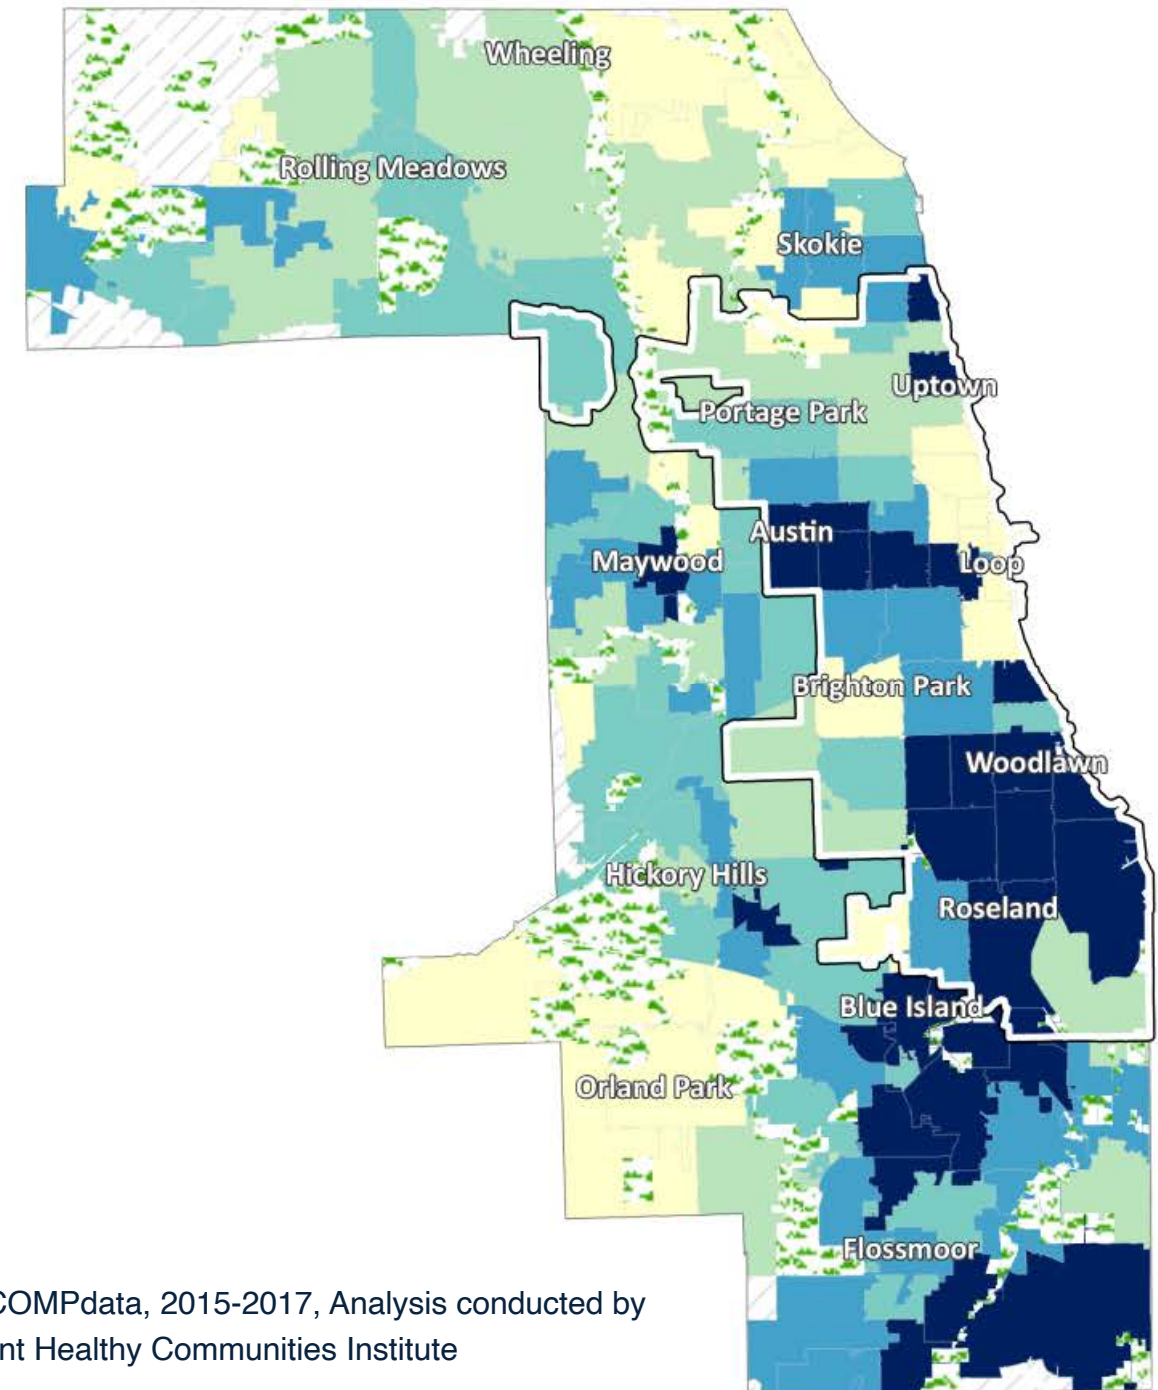 Wheeling
Rolling Meadows
Skokie
Uptown
Portage Park
Austin
Maywood
Loop
Brighton Park
Woodlawn
Hickory Hills
Roseland
Blue Island
Orland Park
Flossmoor
COMPdata, 2015-2017, Analysis conducted by
nt Healthy Communities Institute